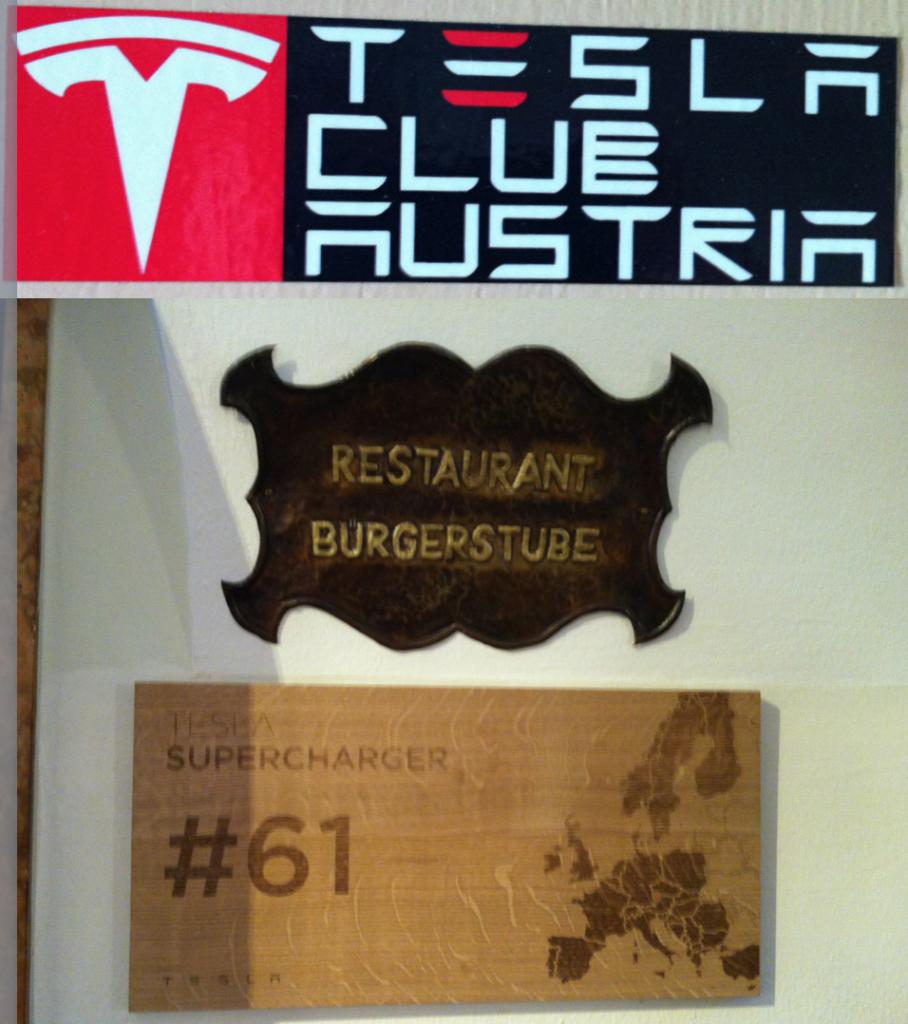 TESLA
CLUB
AUSTRIA
RESTAURANT
BÜRGERSTUBE
TESLA
SUPERCHARGER
#61
TESLA